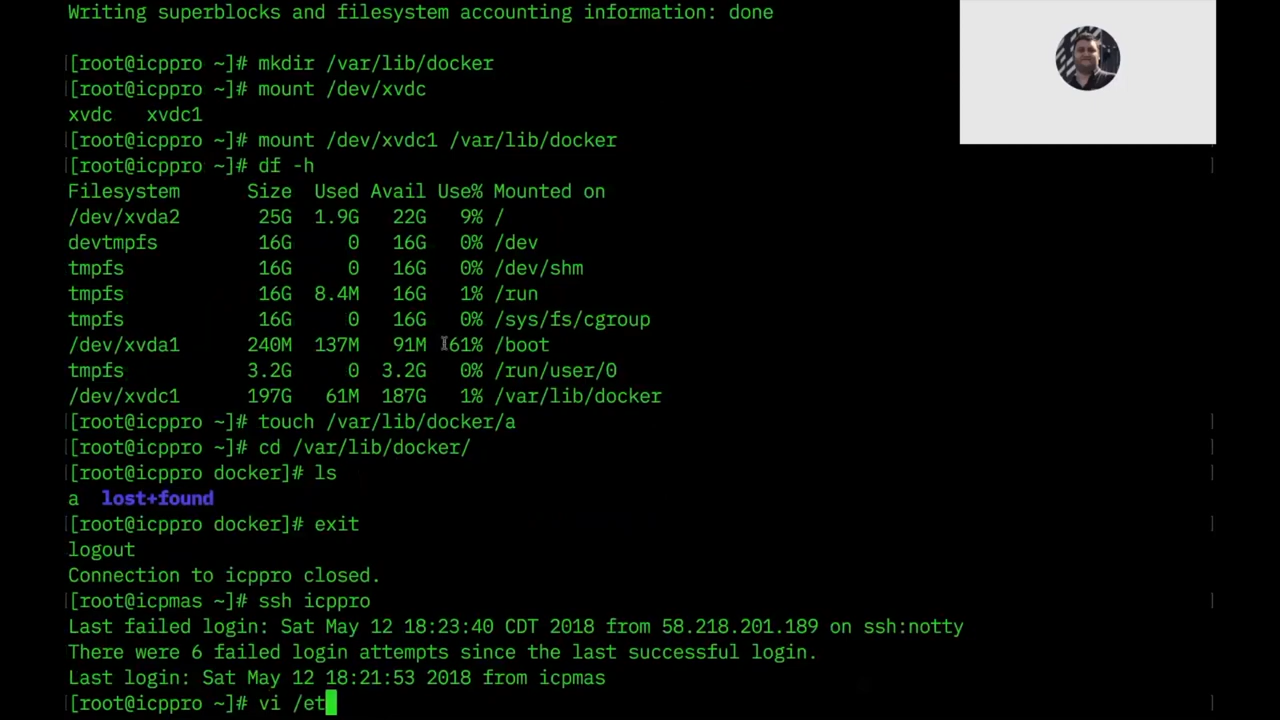 Writing superblocks and filesystem accounting information: done
[root@icppro ~]# mkdir /var/lib/docker
[root@icppro ~]# mount /dev/xvdc
xvdc   xvdc1
[root@icppro ~]# mount /dev/xvdc1 /var/lib/docker
[root@icppro ~]# df -h
Filesystem      Size  Used Avail Use% Mounted on
/dev/xvda2       25G  1.9G   22G   9% /
devtmpfs         16G     0   16G   0% /dev
tmpfs            16G     0   16G   0% /dev/shm
tmpfs            16G  8.4M   16G   1% /run
tmpfs            16G     0   16G   0% /sys/fs/cgroup
/dev/xvda1      240M  137M   91M  61% /boot
tmpfs           3.2G     0  3.2G   0% /run/user/0
/dev/xvdc1      197G   61M  187G   1% /var/lib/docker
[root@icppro ~]# touch /var/lib/docker/a
[root@icppro ~]# cd /var/lib/docker/
[root@icppro docker]# ls
a  lost+found
[root@icppro docker]# exit
logout
Connection to icppro closed.
[root@icpmas ~]# ssh icppro
Last failed login: Sat May 12 18:23:40 CDT 2018 from 58.218.201.189 on ssh:notty
There were 6 failed login attempts since the last successful login.
Last login: Sat May 12 18:21:53 2018 from icpmas
[root@icppro ~]# vi /et